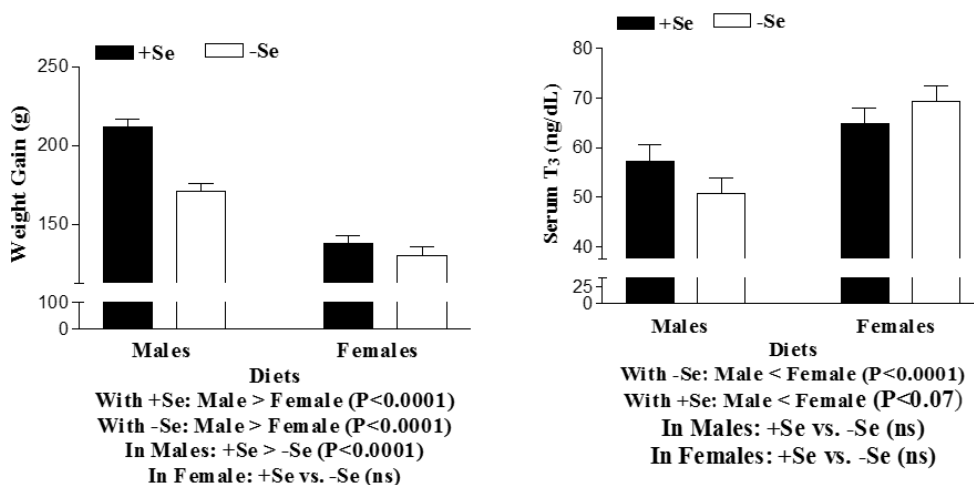 +Se -Se
Weight Gain (g)
250
200
150
100
0
Males Females
Diets
With +Se: Male > Female (P<0.0001)
With -Se: Male > Female (P<0.0001)
In Males: +Se > -Se (P<0.0001)
In Female: +Se vs. -Se (ns)
+Se -Se
Serum T₃ (ng/dL)
80
70
60
50
40
25
0
Males Females
Diets
With -Se: Male < Female (P<0.0001)
With +Se: Male < Female (P<0.07)
In Males: +Se vs. -Se (ns)
In Females: +Se vs. -Se (ns)